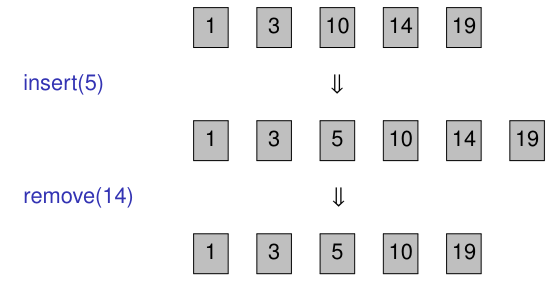 1 3 10 14 19
insert(5) ⇓
1 3 5 10 14 19
remove(14) ⇓
1 3 5 10 19